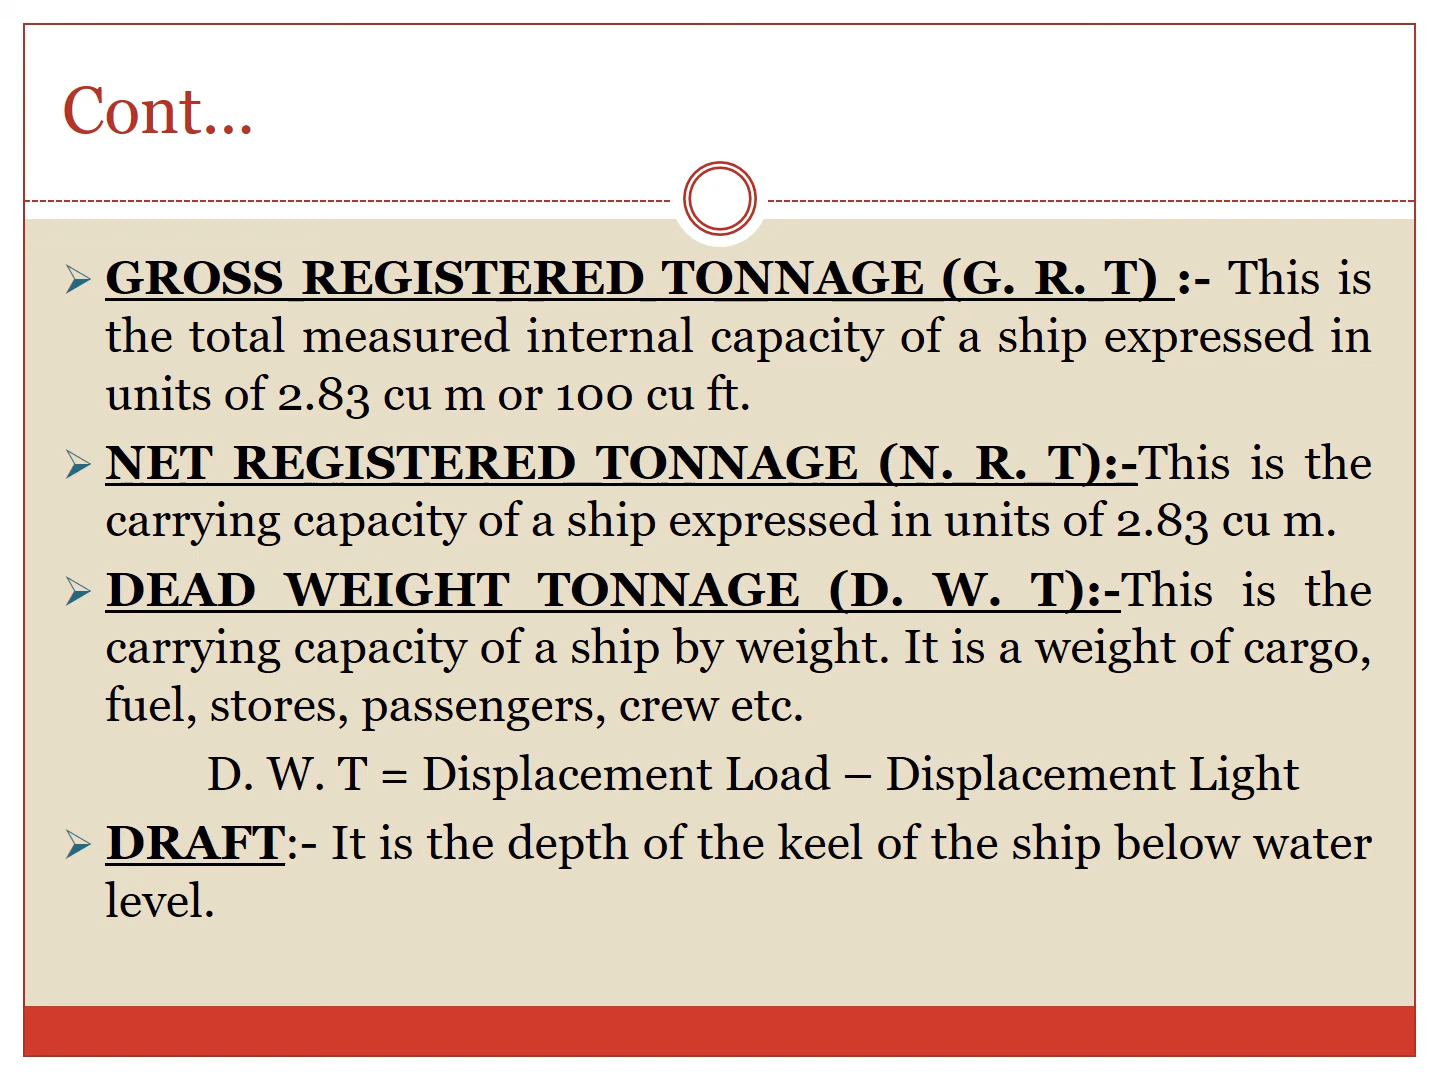 Cont...
GROSS REGISTERED TONNAGE (G. R. T) :- This is
the total measured internal capacity of a ship expressed in
units of 2.83 cu m or 100 cu ft.
NET REGISTERED TONNAGE (N. R. T):-This is the
carrying capacity of a ship expressed in units of 2.83 cu m.
DEAD WEIGHT TONNAGE (D. W. T):-This is the
carrying capacity of a ship by weight. It is a weight of cargo,
fuel, stores, passengers, crew etc.
D. W. T = Displacement Load – Displacement Light
DRAFT:- It is the depth of the keel of the ship below water
level.